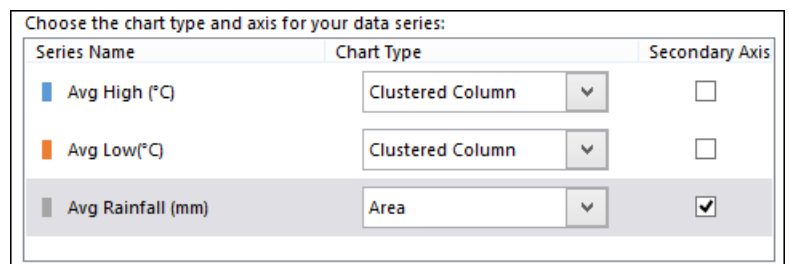 Choose the chart type and axis for your data series:
Series Name Chart Type Secondary Axis
Avg High (°C) Clustered Column
Avg Low(°C) Clustered Column
Avg Rainfall (mm) Area